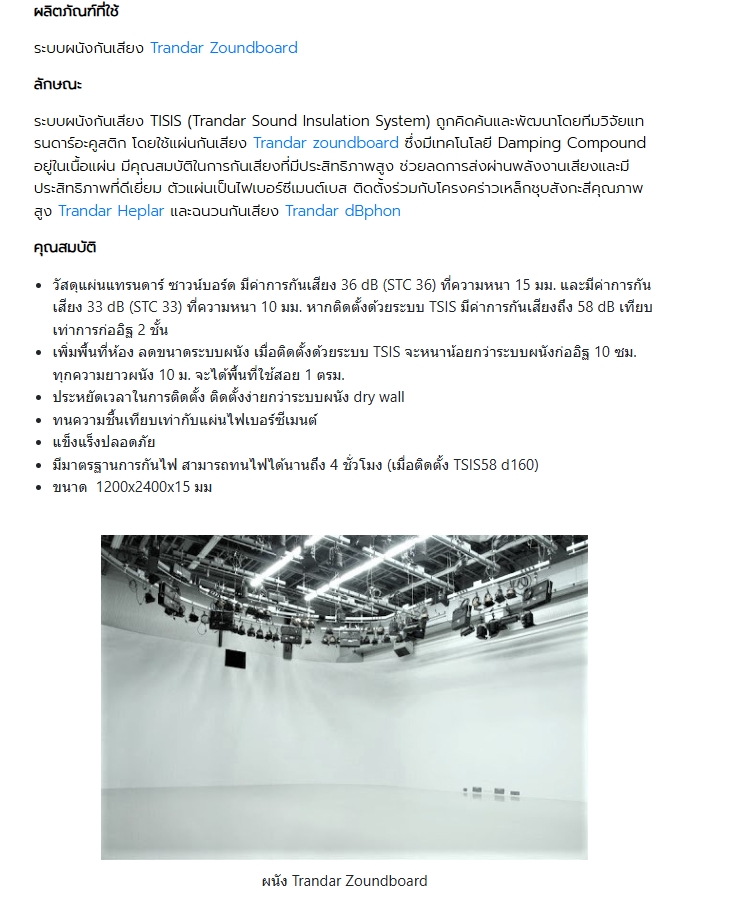 ผลิตภัณฑ์ที่ใช้
ระบบผนังกันเสียง Trandar Zoundboard
ลักษณะ
ระบบผนังกันเสียง TISIS (Trandar Sound Insulation System) ถูกคิดค้นและพัฒนาโดยทีมวิจัยแท
รนดาร์อะคูสติก โดยใช้แผ่นกันเสียง Trandar zoundboard ซึ่งมีเทคโนโลยี Damping Compound
อยู่ในเนื้อแผ่น มีคุณสมบัติในการกันเสียงที่มีประสิทธิภาพสูง ช่วยลดการส่งผ่านพลังงานเสียงและมี
ประสิทธิภาพที่ดีเยี่ยม ตัวแผ่นเป็นไฟเบอร์ซีเมนต์เบส ติดตั้งร่วมกับโครงคร่าวเหล็กชุบสังกะสีคุณภาพ
สูง Trandar Heplar และฉนวนกันเสียง Trandar dBphon
คุณสมบัติ
• วัสดุแผ่นแทรนดาร์ ซาวน์บอร์ด มีค่าการกันเสียง 36 dB (STC 36) ที่ความหนา 15 มม. และมีค่าการกัน
เสียง 33 dB (STC 33) ที่ความหนา 10 มม. หากติดตั้งด้วยระบบ TSIS มีค่าการกันเสียงถึง 58 dB เทียบ
เท่าการก่ออิฐ 2 ชั้น
• เพิ่มพื้นที่ห้อง ลดขนาดระบบผนัง เมื่อติดตั้งด้วยระบบ TSIS จะหนาน้อยกว่าระบบผนังก่ออิฐ 10 ซม.
ทุกความยาวผนัง 10 ม. จะได้พื้นที่ใช้สอย 1 ตรม.
• ประหยัดเวลาในการติดตั้ง ติดตั้งง่ายกว่าระบบผนัง dry wall
• ทนความชื้นเทียบเท่ากับแผ่นไฟเบอร์ซีเมนต์
• แข็งแร็งปลอดภัย
• มีมาตรฐานการกันไฟ สามารถทนไฟได้นานถึง 4 ชั่วโมง (เมื่อติดตั้ง TSIS58 d160)
• ขนาด 1200x2400x15 มม
ผนัง Trandar Zoundboard